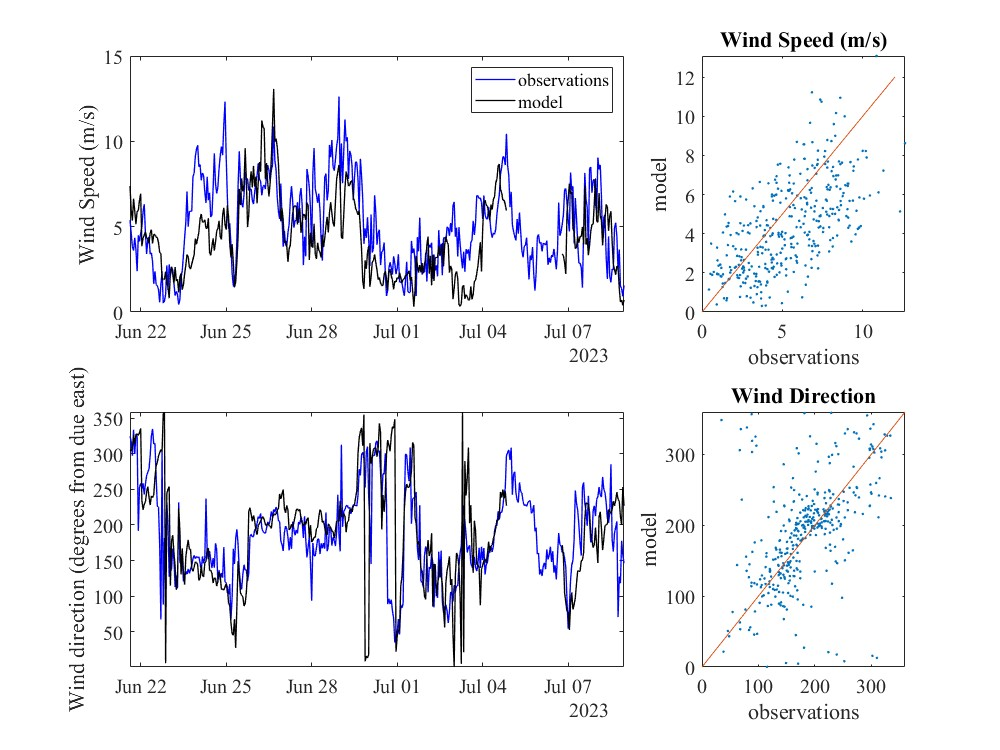 Wind Speed (m/s)
15
10
5
0
Jun 22 Jun 25 Jun 28 Jul 01 Jul 04 Jul 07
2023
observations
model
Wind Speed (m/s)
model
12
10
8
6
4
2
0
0 5 10
observations
Wind direction (degrees from due east)
350
300
250
200
150
100
50
Jun 22 Jun 25 Jun 28 Jul 01 Jul 04 Jul 07
2023
Wind Direction
model
300
200
100
0
0 100 200 300
observations